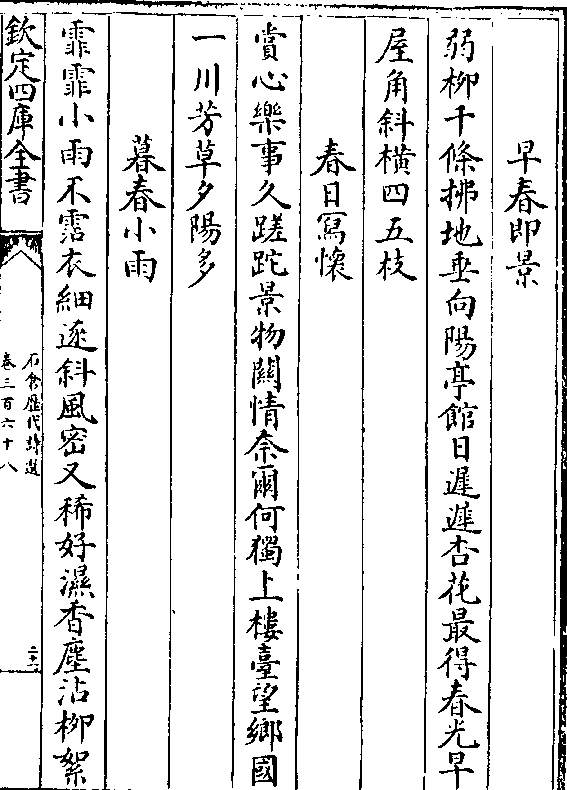 早春即景
弱栁千條拂地垂向陽亭館日遲遲杏花最得春光早
屋角斜横四五枝
春日冩懐
賞心樂事久蹉跎景物關情奈爾何獨上樓臺望鄉國
一川芳草夕陽多
暮春小雨
霏霏小雨不霑衣細逐斜風密又稀好濕香塵沾栁絮
欽定四庫全書
石倉歴代詩選
卷三百六十八